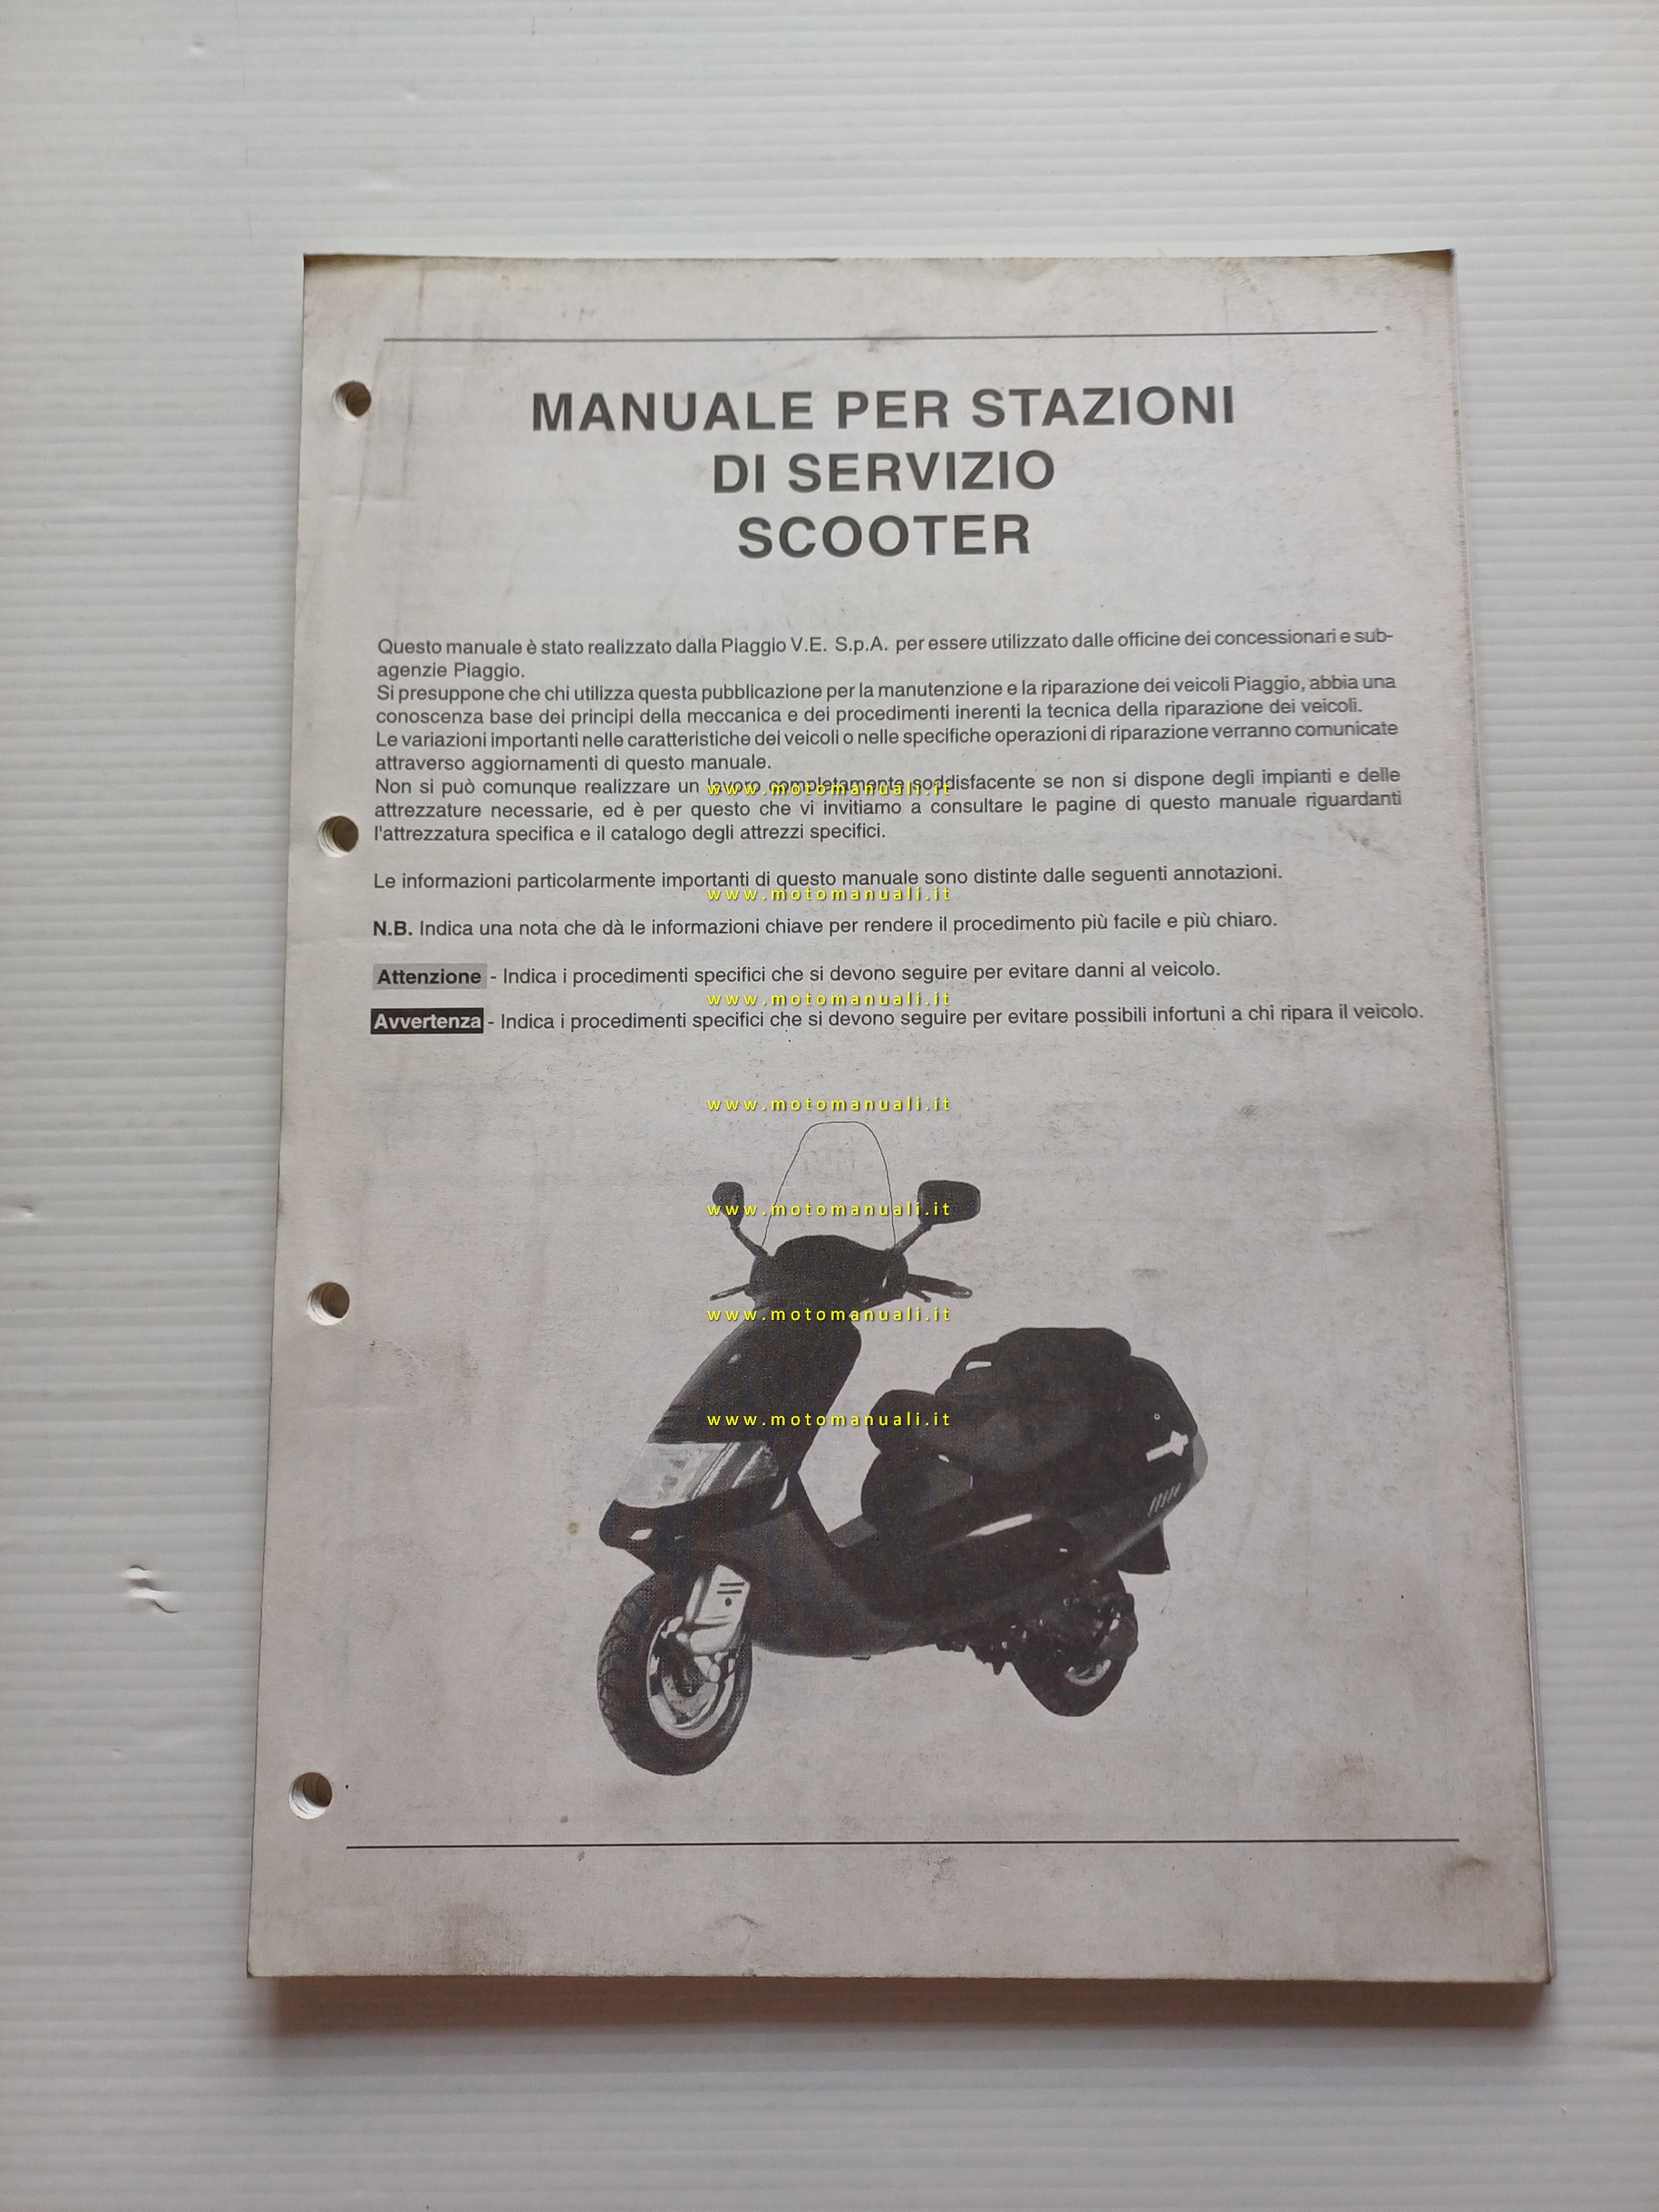 MANUALE PER STAZIONI
DI SERVIZIO
SCOOTER
Questo manuale è stato realizzato dalla Piaggio V.E. S.p.A. per essere utilizzato dalle officine dei concessionari e sub-
agenzie Piaggio.
Si presuppone che chi utilizza questa pubblicazione per la manutenzione e la riparazione dei veicoli Piaggio, abbia una
conoscenza base dei principi della meccanica e dei procedimenti inerenti la tecnica della riparazione dei veicoli.
Le variazioni importanti nelle caratteristiche dei veicoli o nelle specifiche operazioni di riparazione verranno comunicate
attraverso aggiornamenti di questo manuale.
Non si può comunque realizzare un lavoro completamente soddisfacente se non si dispone degli impianti e delle
www.motomanuali.it
attrezzature necessarie, ed è per questo che vi invitiamo a consultare le pagine di questo manuale riguardanti
l'attrezzatura specifica e il catalogo degli attrezzi specifici.
Le informazioni particolarmente importanti di questo manuale sono distinte dalle seguenti annotazioni.
www.motomanuali.it
N.B. Indica una nota che dà le informazioni chiave per rendere il procedimento più facile e più chiaro.
Attenzione - Indica i procedimenti specifici che si devono seguire per evitare danni al veicolo.
www.motomanuali.it
Avvertenza - Indica i procedimenti specifici che si devono seguire per evitare possibili infortuni a chi ripara il veicolo.
www.motomanuali.it
www.motomanuali.it
www.motomanuali.it
www.motomanuali.it